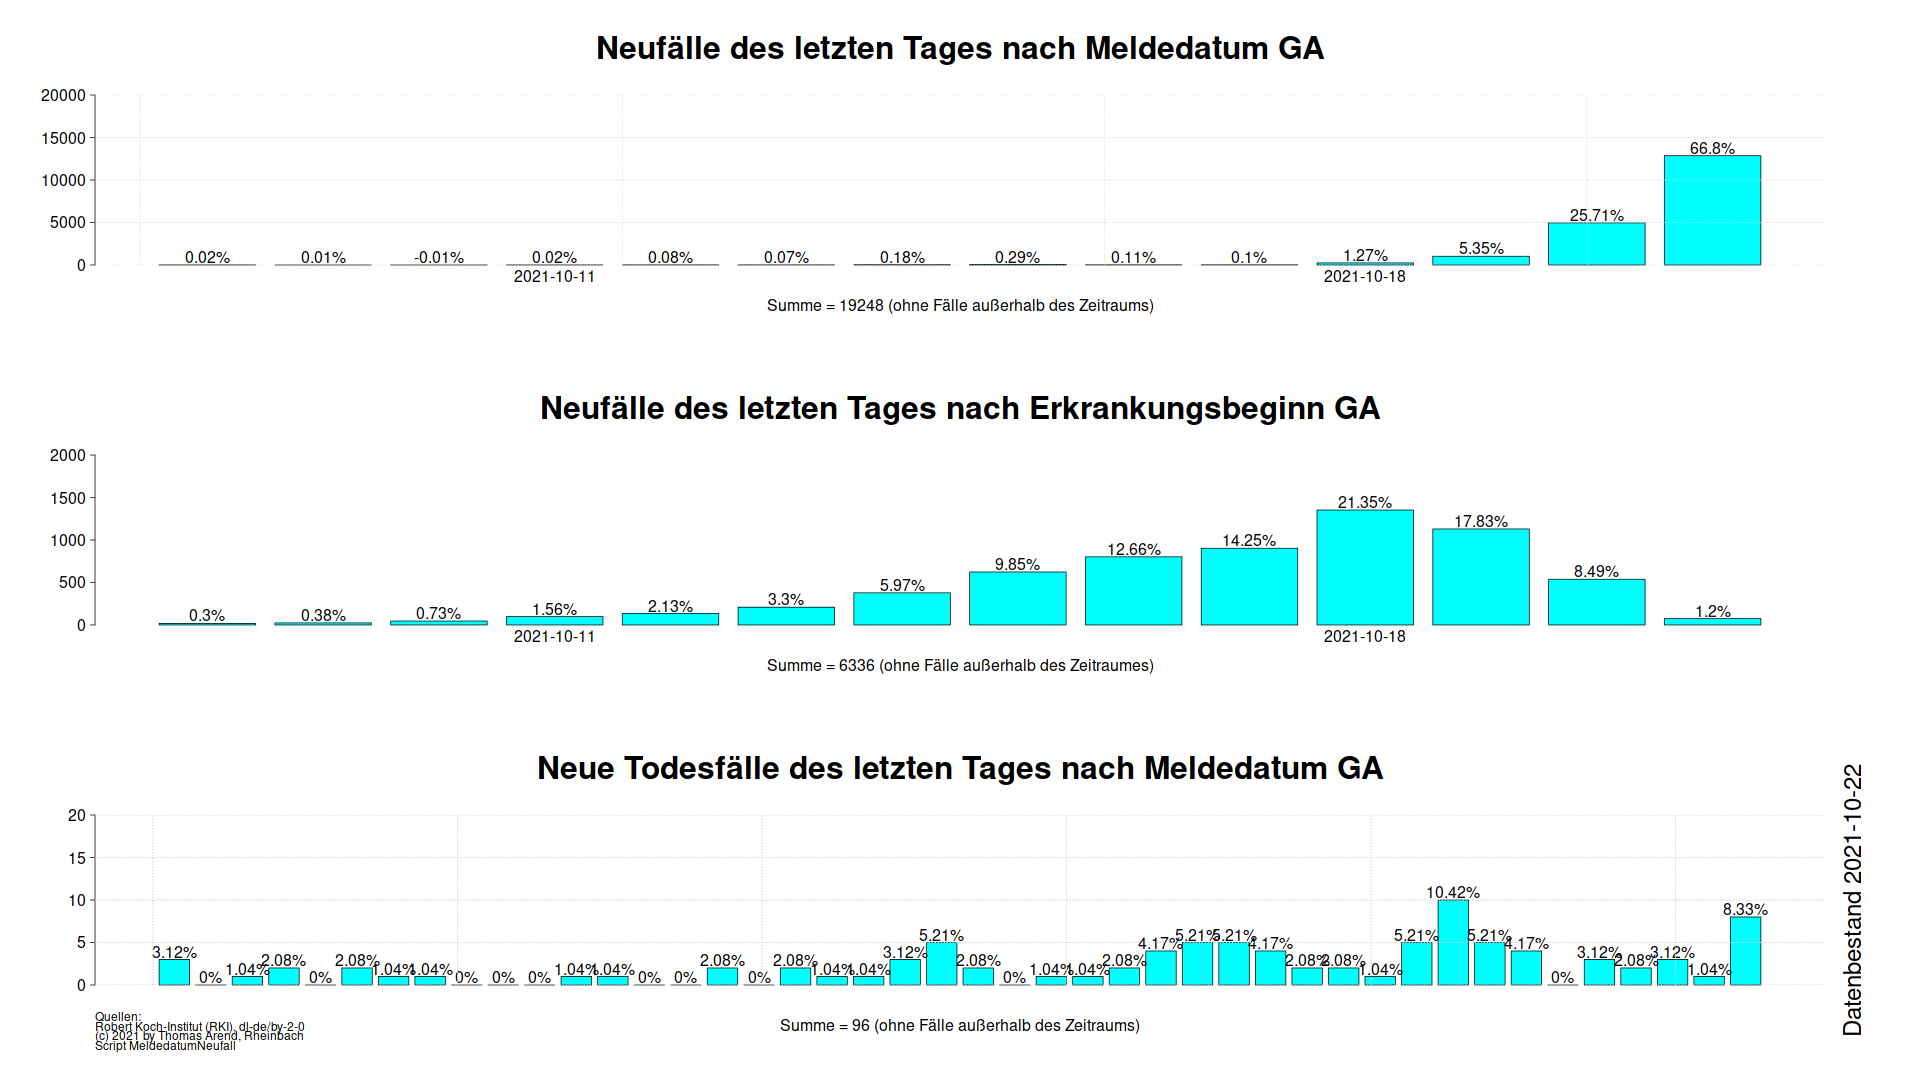 Neufälle des letzten Tages nach Meldedatum GA
20000
15000
10000
5000
0
0.02% 0.01% -0.01% 0.02% 0.08% 0.07% 0.18% 0.29% 0.11% 0.1% 1.27% 5.35% 25.71% 66.8%
2021-10-11 2021-10-18
Summe = 19248 (ohne Fälle außerhalb des Zeitraums)
Neufälle des letzten Tages nach Erkrankungsbeginn GA
2000
1500
1000
500
0
0.3% 0.38% 0.73% 1.56% 2.13% 3.3% 5.97% 9.85% 12.66% 14.25% 21.35% 17.83% 8.49% 1.2%
2021-10-11 2021-10-18
Summe = 6336 (ohne Fälle außerhalb des Zeitraumes)
Neue Todesfälle des letzten Tages nach Meldedatum GA
20
15
10
5
0
3.12% 0% 1.04% 2.08% 0% 2.08% 1.04% 1.04% 0% 0% 0% 1.04% 1.04% 0% 0% 2.08% 0% 2.08% 1.04% 1.04% 3.12% 5.21% 2.08% 0% 1.04% 1.04% 2.08% 4.17% 5.21% 5.21% 4.17% 2.08% 2.08% 1.04% 5.21% 10.42% 5.21% 4.17% 0% 3.12% 2.08% 3.12% 1.04% 8.33%
Summe = 96 (ohne Fälle außerhalb des Zeitraums)
Quellen:
Robert Koch-Institut (RKI), dl-de/by-2-0
(c) 2021 by Thomas Arend, Rheinbach
Script MeldedatumNeufall
Datenbestand 2021-10-22